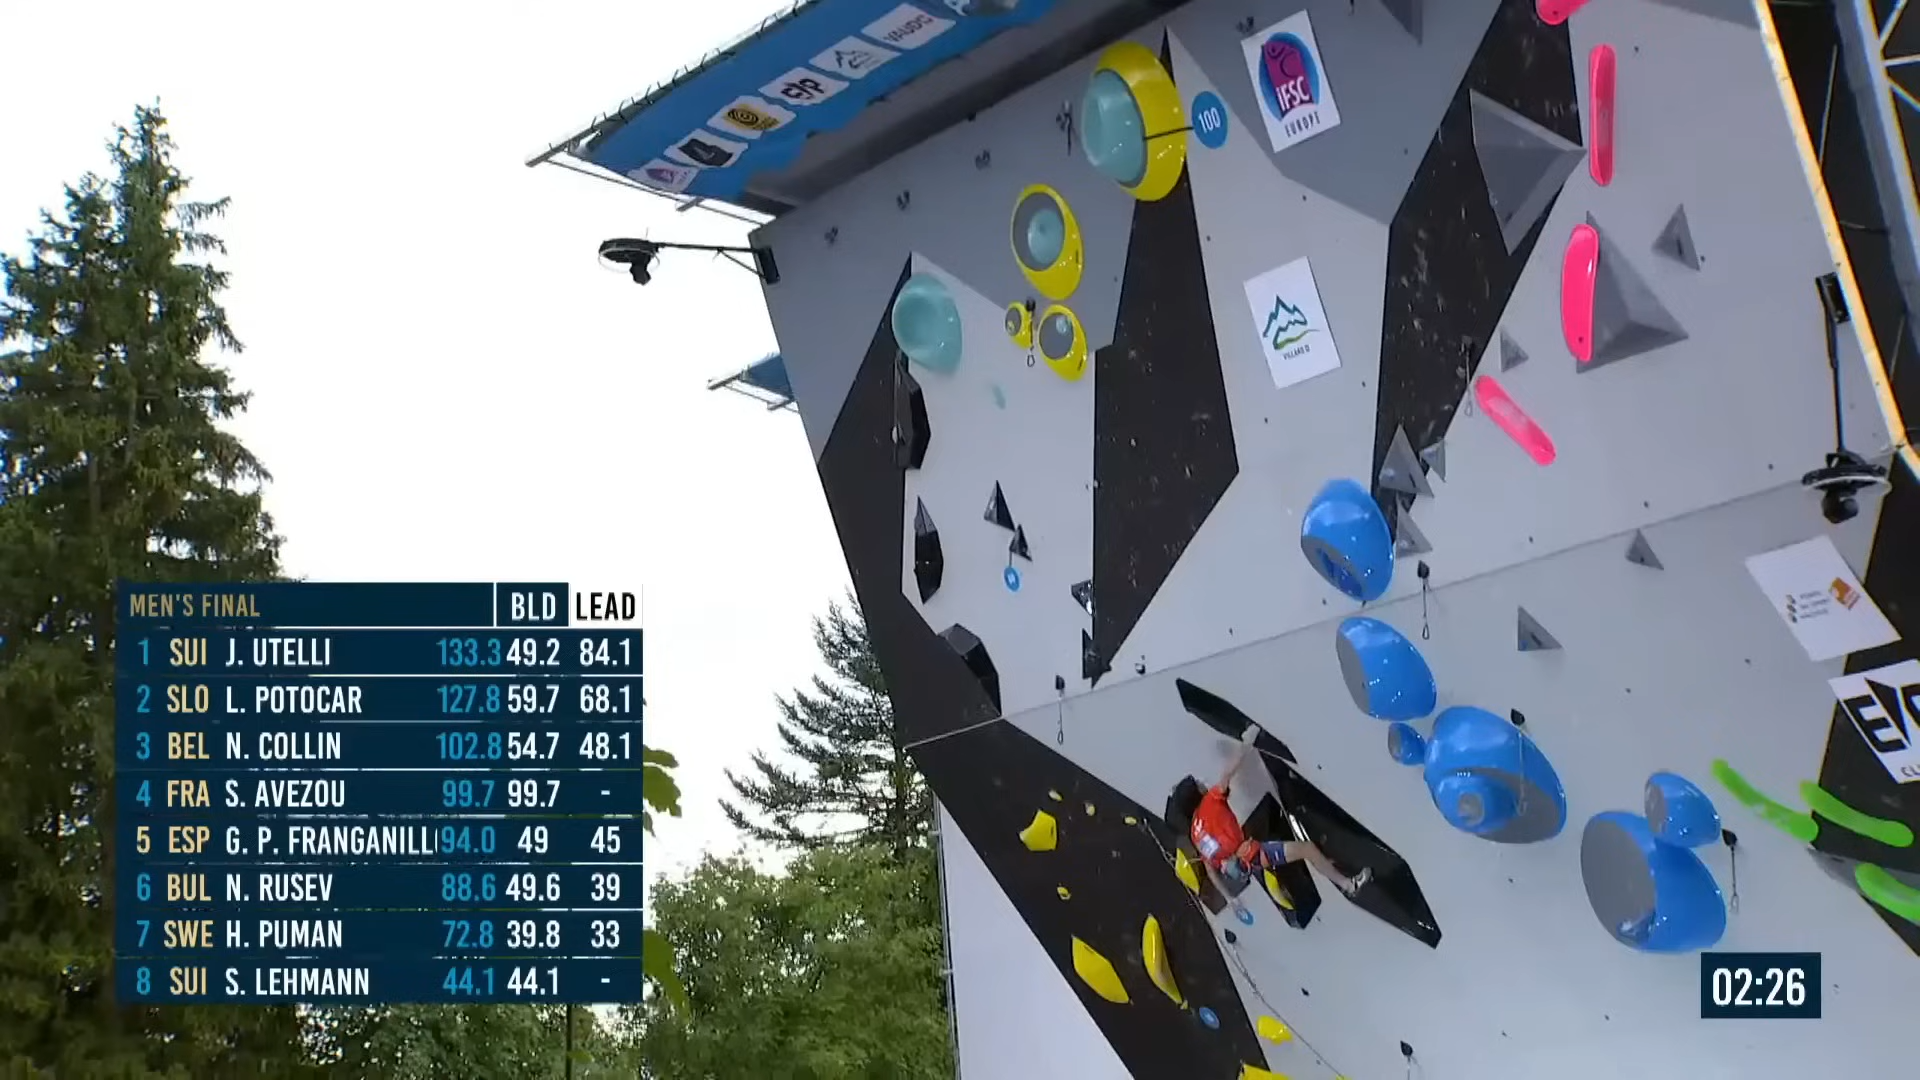 VAUDE
100
IFSC
EUROPE
MEN'S FINAL BLD LEAD
1 SUI J. UTELLI 133.3 49.2 84.1
2 SLO L. POTOCAR 127.8 59.7 68.1
3 BEL N. COLLIN 102.8 54.7 48.1
4 FRA S. AVEZOU 99.7 99.7 -
5 ESP G. P. FRANGANILL 94.0 49 45
6 BUL N. RUSEV 88.6 49.6 39
7 SWE H. PUMAN 72.8 39.8 33
8 SUI S. LEHMANN 44.1 44.1 -
02:26